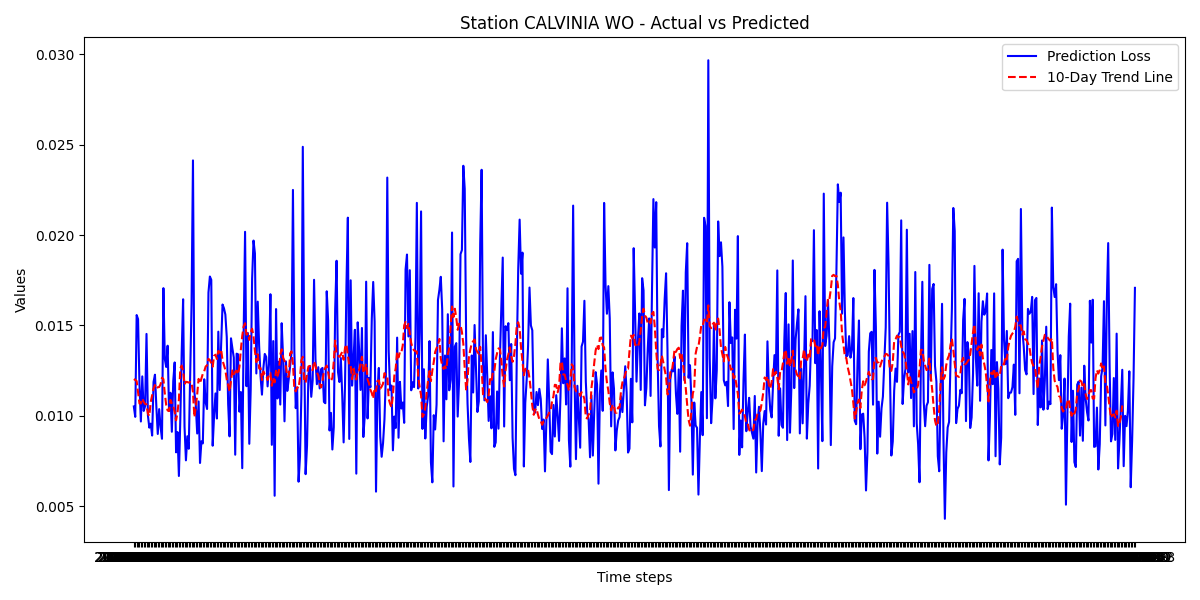 Station CALVINIA WO - Actual vs Predicted
Prediction Loss
10-Day Trend Line
0.030
0.025
0.020
0.015
0.010
0.005
Values
Time steps